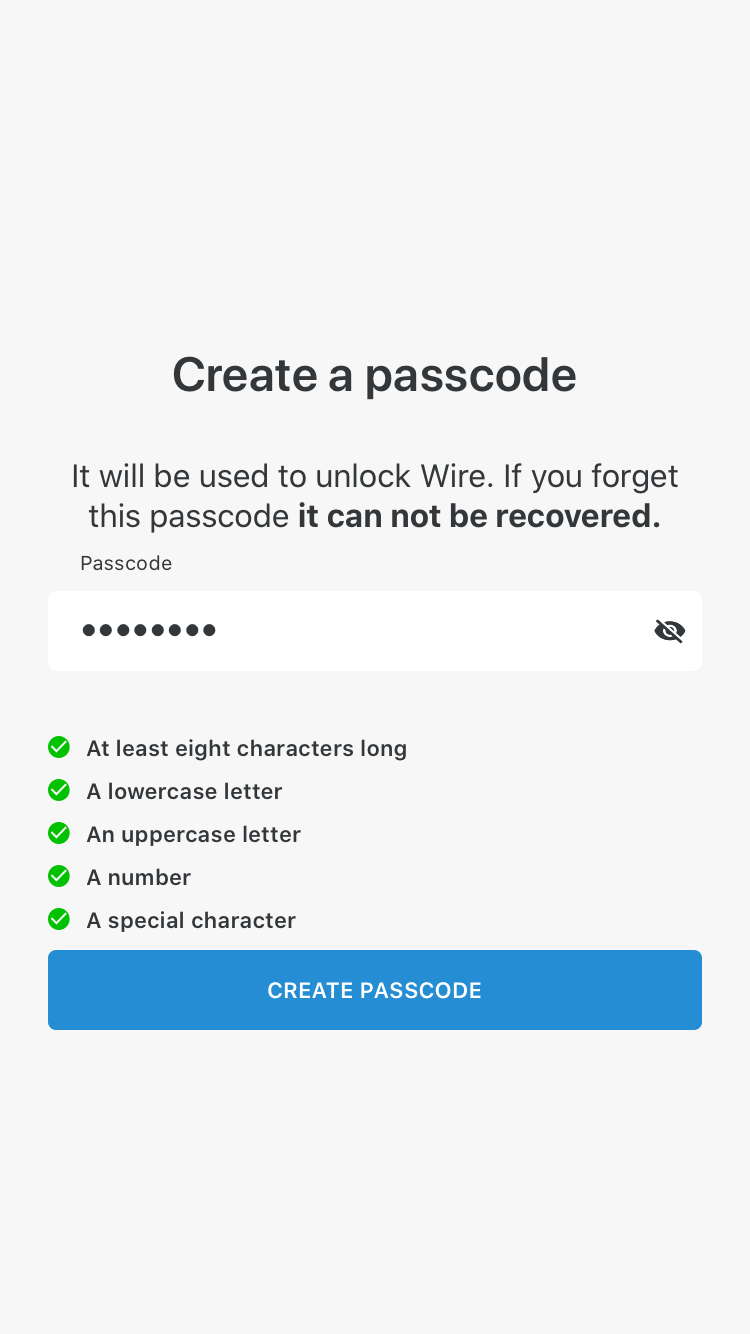 Create a passcode
It will be used to unlock Wire. If you forget
this passcode it can not be recovered.
Passcode
••••••••
At least eight characters long
A lowercase letter
An uppercase letter
A number
A special character
CREATE PASSCODE